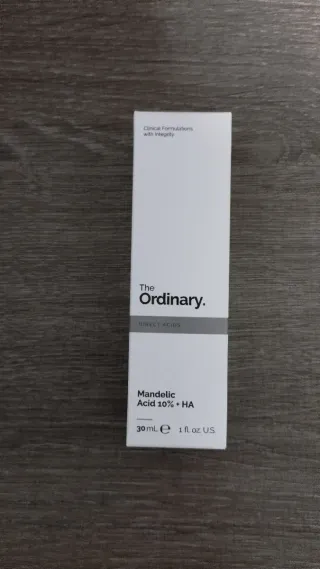 Clinical Formulations
with Integrity.
The
Ordinary.
DIRECT ACIDS
Mandelic
Acid 10% + HA
30 mL ℮ 1 fl. oz. U.S.